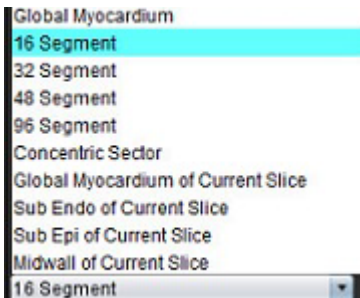 Global Myocardium
16 Segment
32 Segment
48 Segment
96 Segment
Concentric Sector
Global Myocardium of Current Slice
Sub Endo of Current Slice
Sub Epi of Current Slice
Midwall of Current Slice
16 Segment